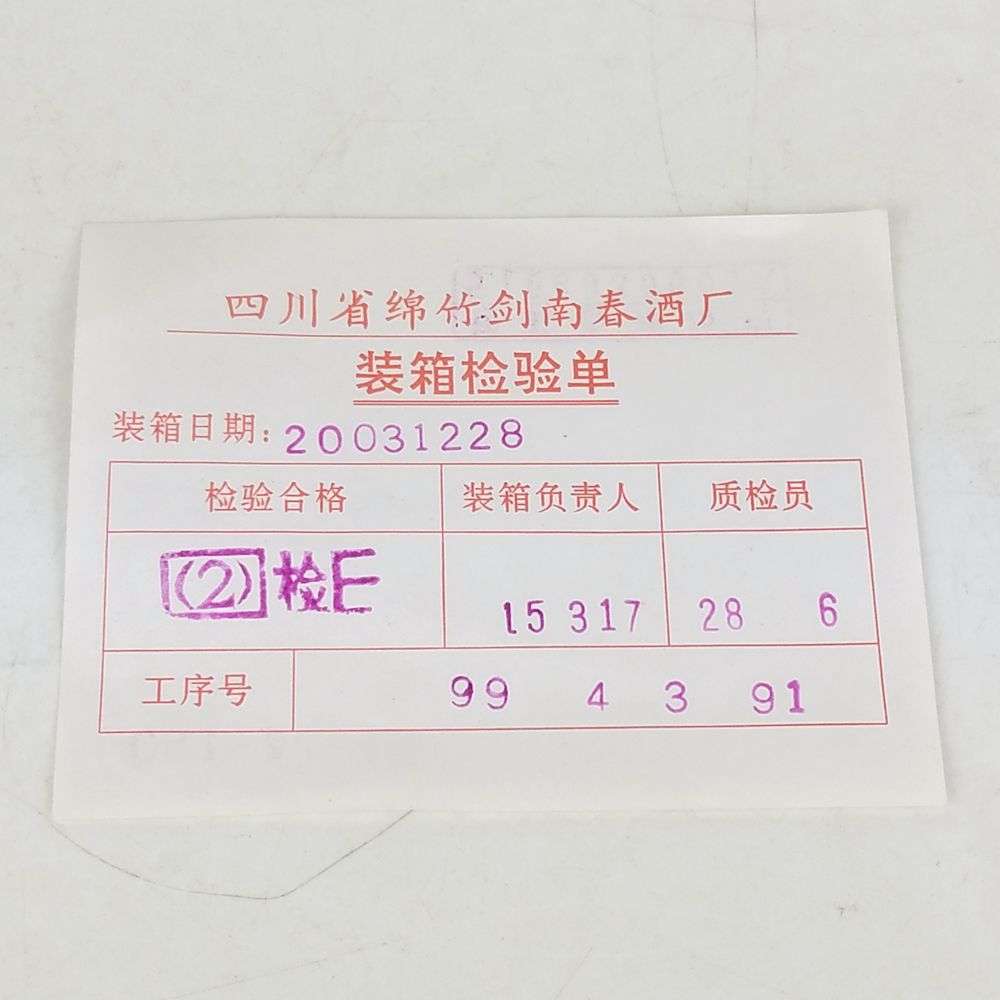 四川省绵竹剑南春酒厂
装箱检验单
装箱日期：20031228
检验合格 装箱负责人 质检员
(2) 检E 15 317 28 6
工序号 99 4 3 91